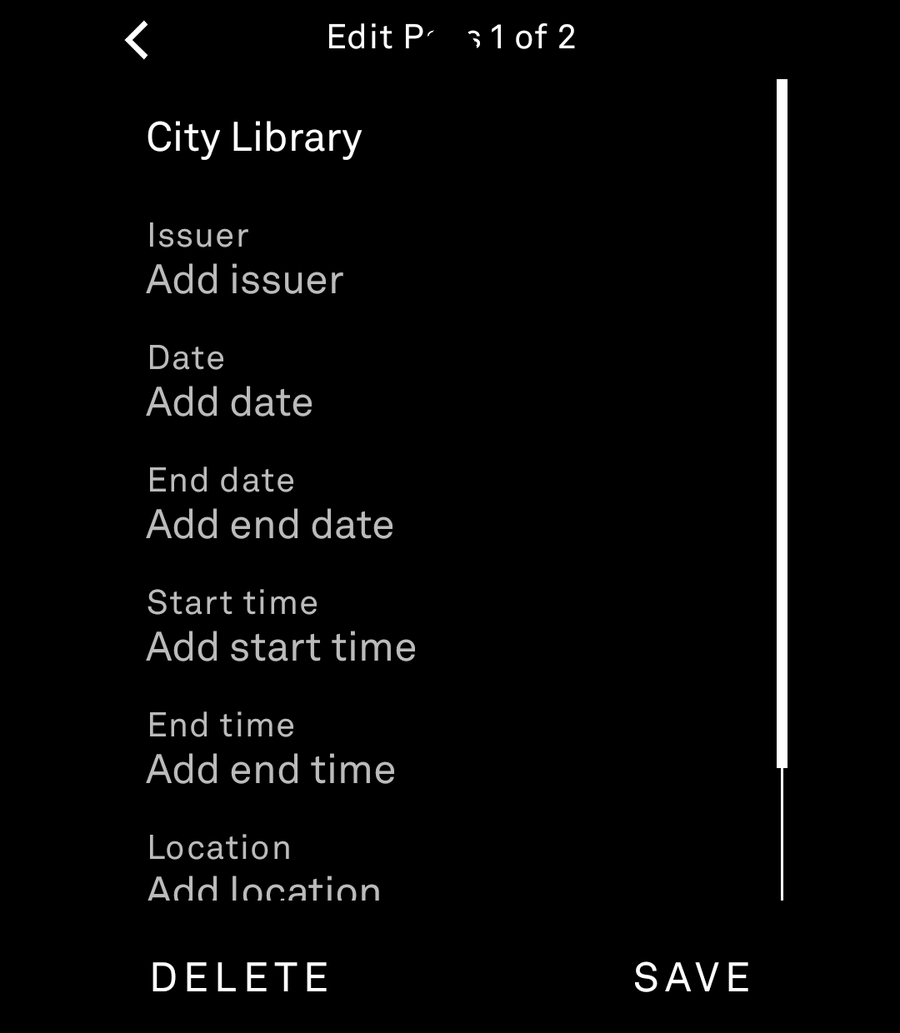 Edit 1 of 2
City Library
Issuer
Add issuer
Date
Add date
End date
Add end date
Start time
Add start time
End time
Add end time
Location
Add location
DELETE
SAVE